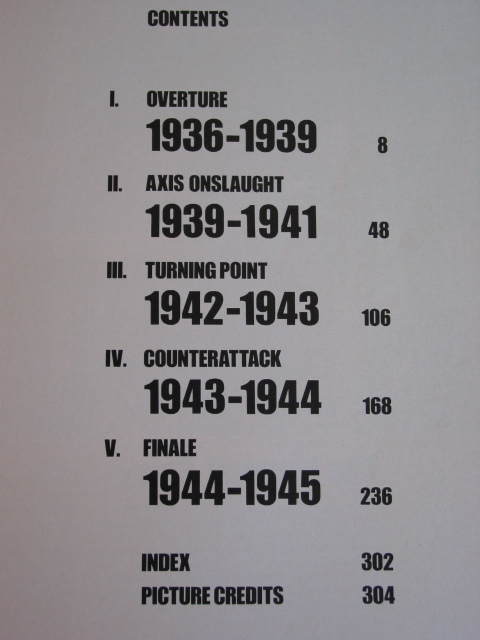 CONTENTS
I. OVERTURE
1936-1939 8
II. AXIS ONSLAUGHT
1939-1941 48
III. TURNING POINT
1942-1943 106
IV. COUNTERATTACK
1943-1944 168
V. FINALE
1944-1945 236
INDEX 302
PICTURE CREDITS 304